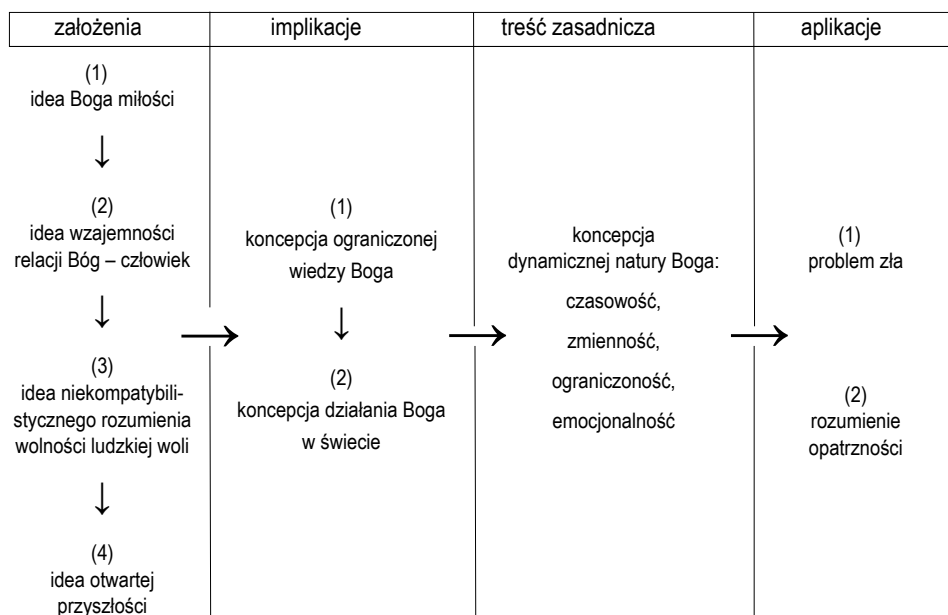 założenia
implikacje
treść zasadnicza
aplikacje
(1)
idea Boga miłości
(2)
idea wzajemności
relacji Bóg – człowiek
(3)
idea niekompatybili-
stycznego rozumienia
wolności ludzkiej woli
(4)
idea otwartej
przyszłości
(1)
koncepcja ograniczonej
wiedzy Boga
(2)
koncepcja działania Boga
w świecie
koncepcja
dynamicznej natury Boga:
czasowość,
zmienność,
ograniczoność,
emocjonalność
(1)
problem zła
(2)
rozumienie
opatrzności